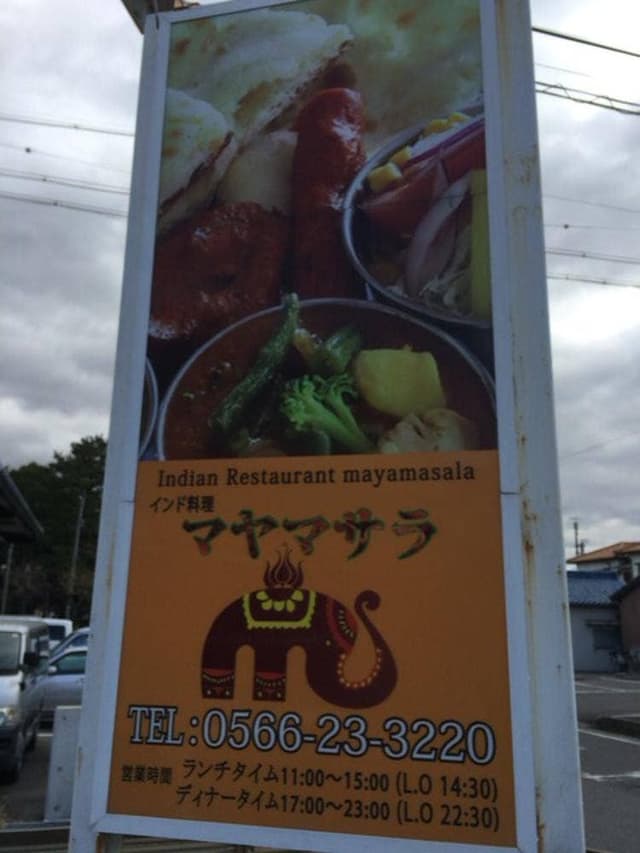 Indian Restaurant mayamasala
インド料理
マヤマサラ
TEL:0566-23-3220
営業時間 ランチタイム11:00〜15:00 (L.O 14:30)
ディナータイム17:00〜23:00 (L.O 22:30)